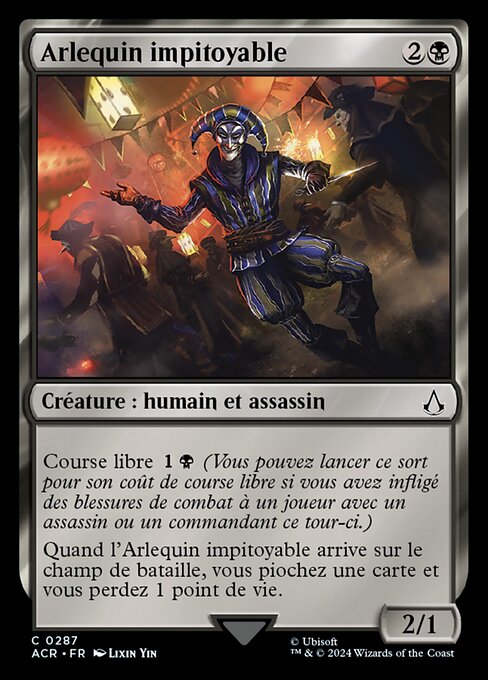 Arlequin impitoyable 2
Créature : humain et assassin
Course libre 1 (Vous pouvez lancer ce sort
pour son coût de course libre si vous avez infligé
des blessures de combat à un joueur avec un
assassin ou un commandant ce tour-ci.)
Quand l'Arlequin impitoyable arrive sur le
champ de bataille, vous piochez une carte et
vous perdez 1 point de vie.
2/1
C 0287
ACR • FR Lixin Yin
© Ubisoft
™ & © 2024 Wizards of the Coast